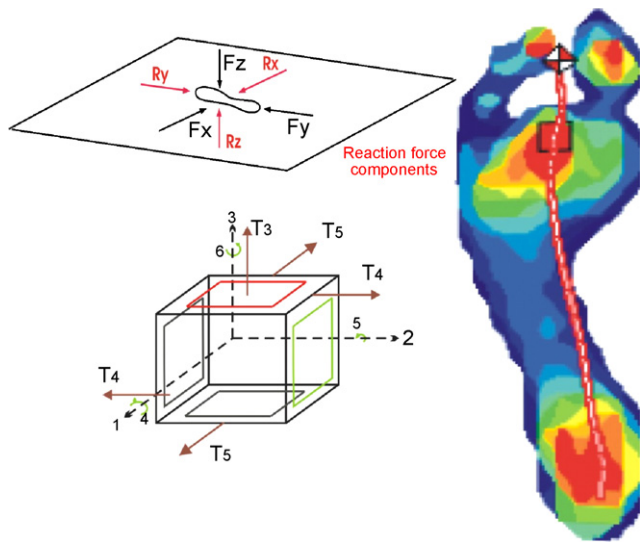 Fz
Rx
Ry
Fx
Rz
Fy
Reaction force
components
3
6
T3
T5
T4
5
2
T4
4
1
T5